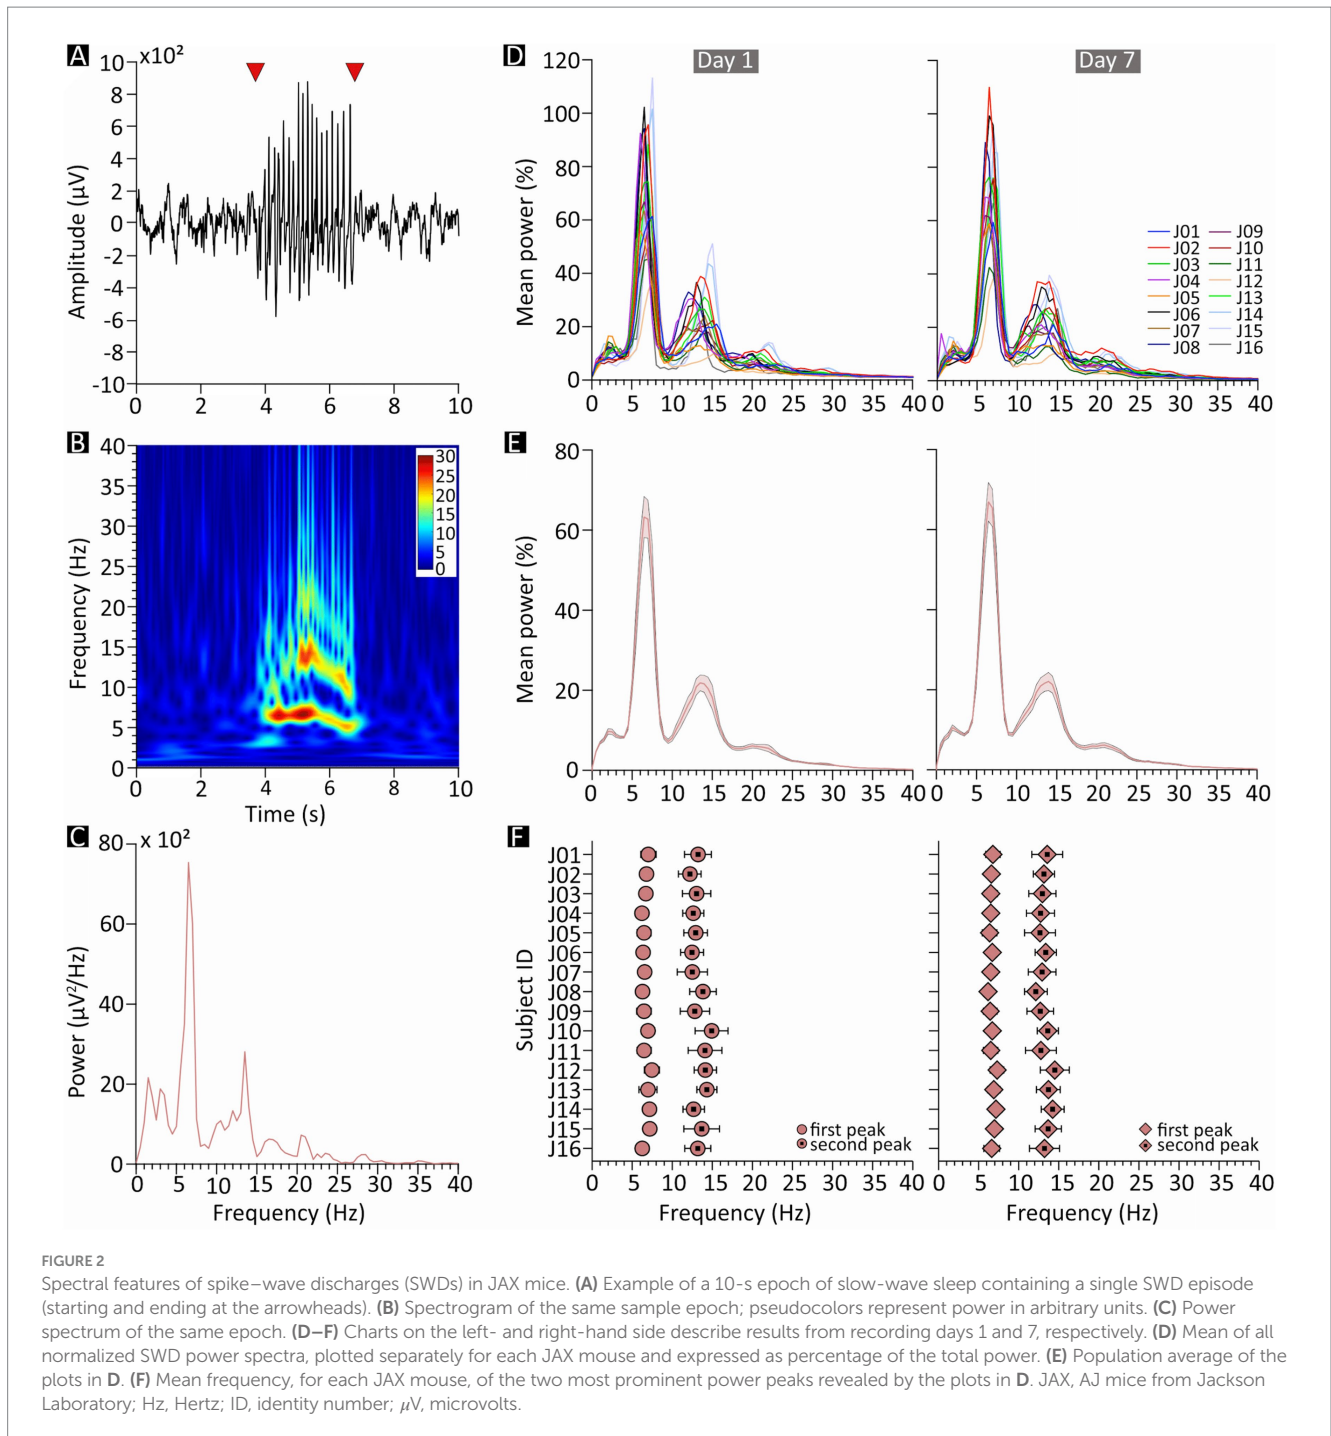 A
x10²
10
8
6
4
2
0
-2
-4
-6
-8
-10
Amplitude (µV)
0 2 4 6 8 10
B
40
35
30
25
20
15
10
5
0
Frequency (Hz)
30
25
20
15
10
5
0
0 2 4 6 8 10
Time (s)
C
x 10²
80
60
40
20
0
Power (µV²/Hz)
0 5 10 15 20 25 30 35 40
Frequency (Hz)
D
Day 1
Day 7
120
100
80
60
40
20
0
Mean power (%)
J01 J09
J02 J10
J03 J11
J04 J12
J05 J13
J06 J14
J07 J15
J08 J16
0 5 10 15 20 25 30 35 40
0 5 10 15 20 25 30 35 40
E
80
60
40
20
0
Mean power (%)
0 5 10 15 20 25 30 35 40
0 5 10 15 20 25 30 35 40
F
Subject ID
J01
J02
J03
J04
J05
J06
J07
J08
J09
J10
J11
J12
J13
J14
J15
J16
first peak
second peak
first peak
second peak
0 5 10 15 20 25 30 35 40
0 5 10 15 20 25 30 35 40
Frequency (Hz)
Frequency (Hz)
FIGURE 2
Spectral features of spike–wave discharges (SWDs) in JAX mice. (A) Example of a 10-s epoch of slow-wave sleep containing a single SWD episode
(starting and ending at the arrowheads). (B) Spectrogram of the same sample epoch; pseudocolors represent power in arbitrary units. (C) Power
spectrum of the same epoch. (D–F) Charts on the left- and right-hand side describe results from recording days 1 and 7, respectively. (D) Mean of all
normalized SWD power spectra, plotted separately for each JAX mouse and expressed as percentage of the total power. (E) Population average of the
plots in D. (F) Mean frequency, for each JAX mouse, of the two most prominent power peaks revealed by the plots in D. JAX, AJ mice from Jackson
Laboratory; Hz, Hertz; ID, identity number; µV, microvolts.